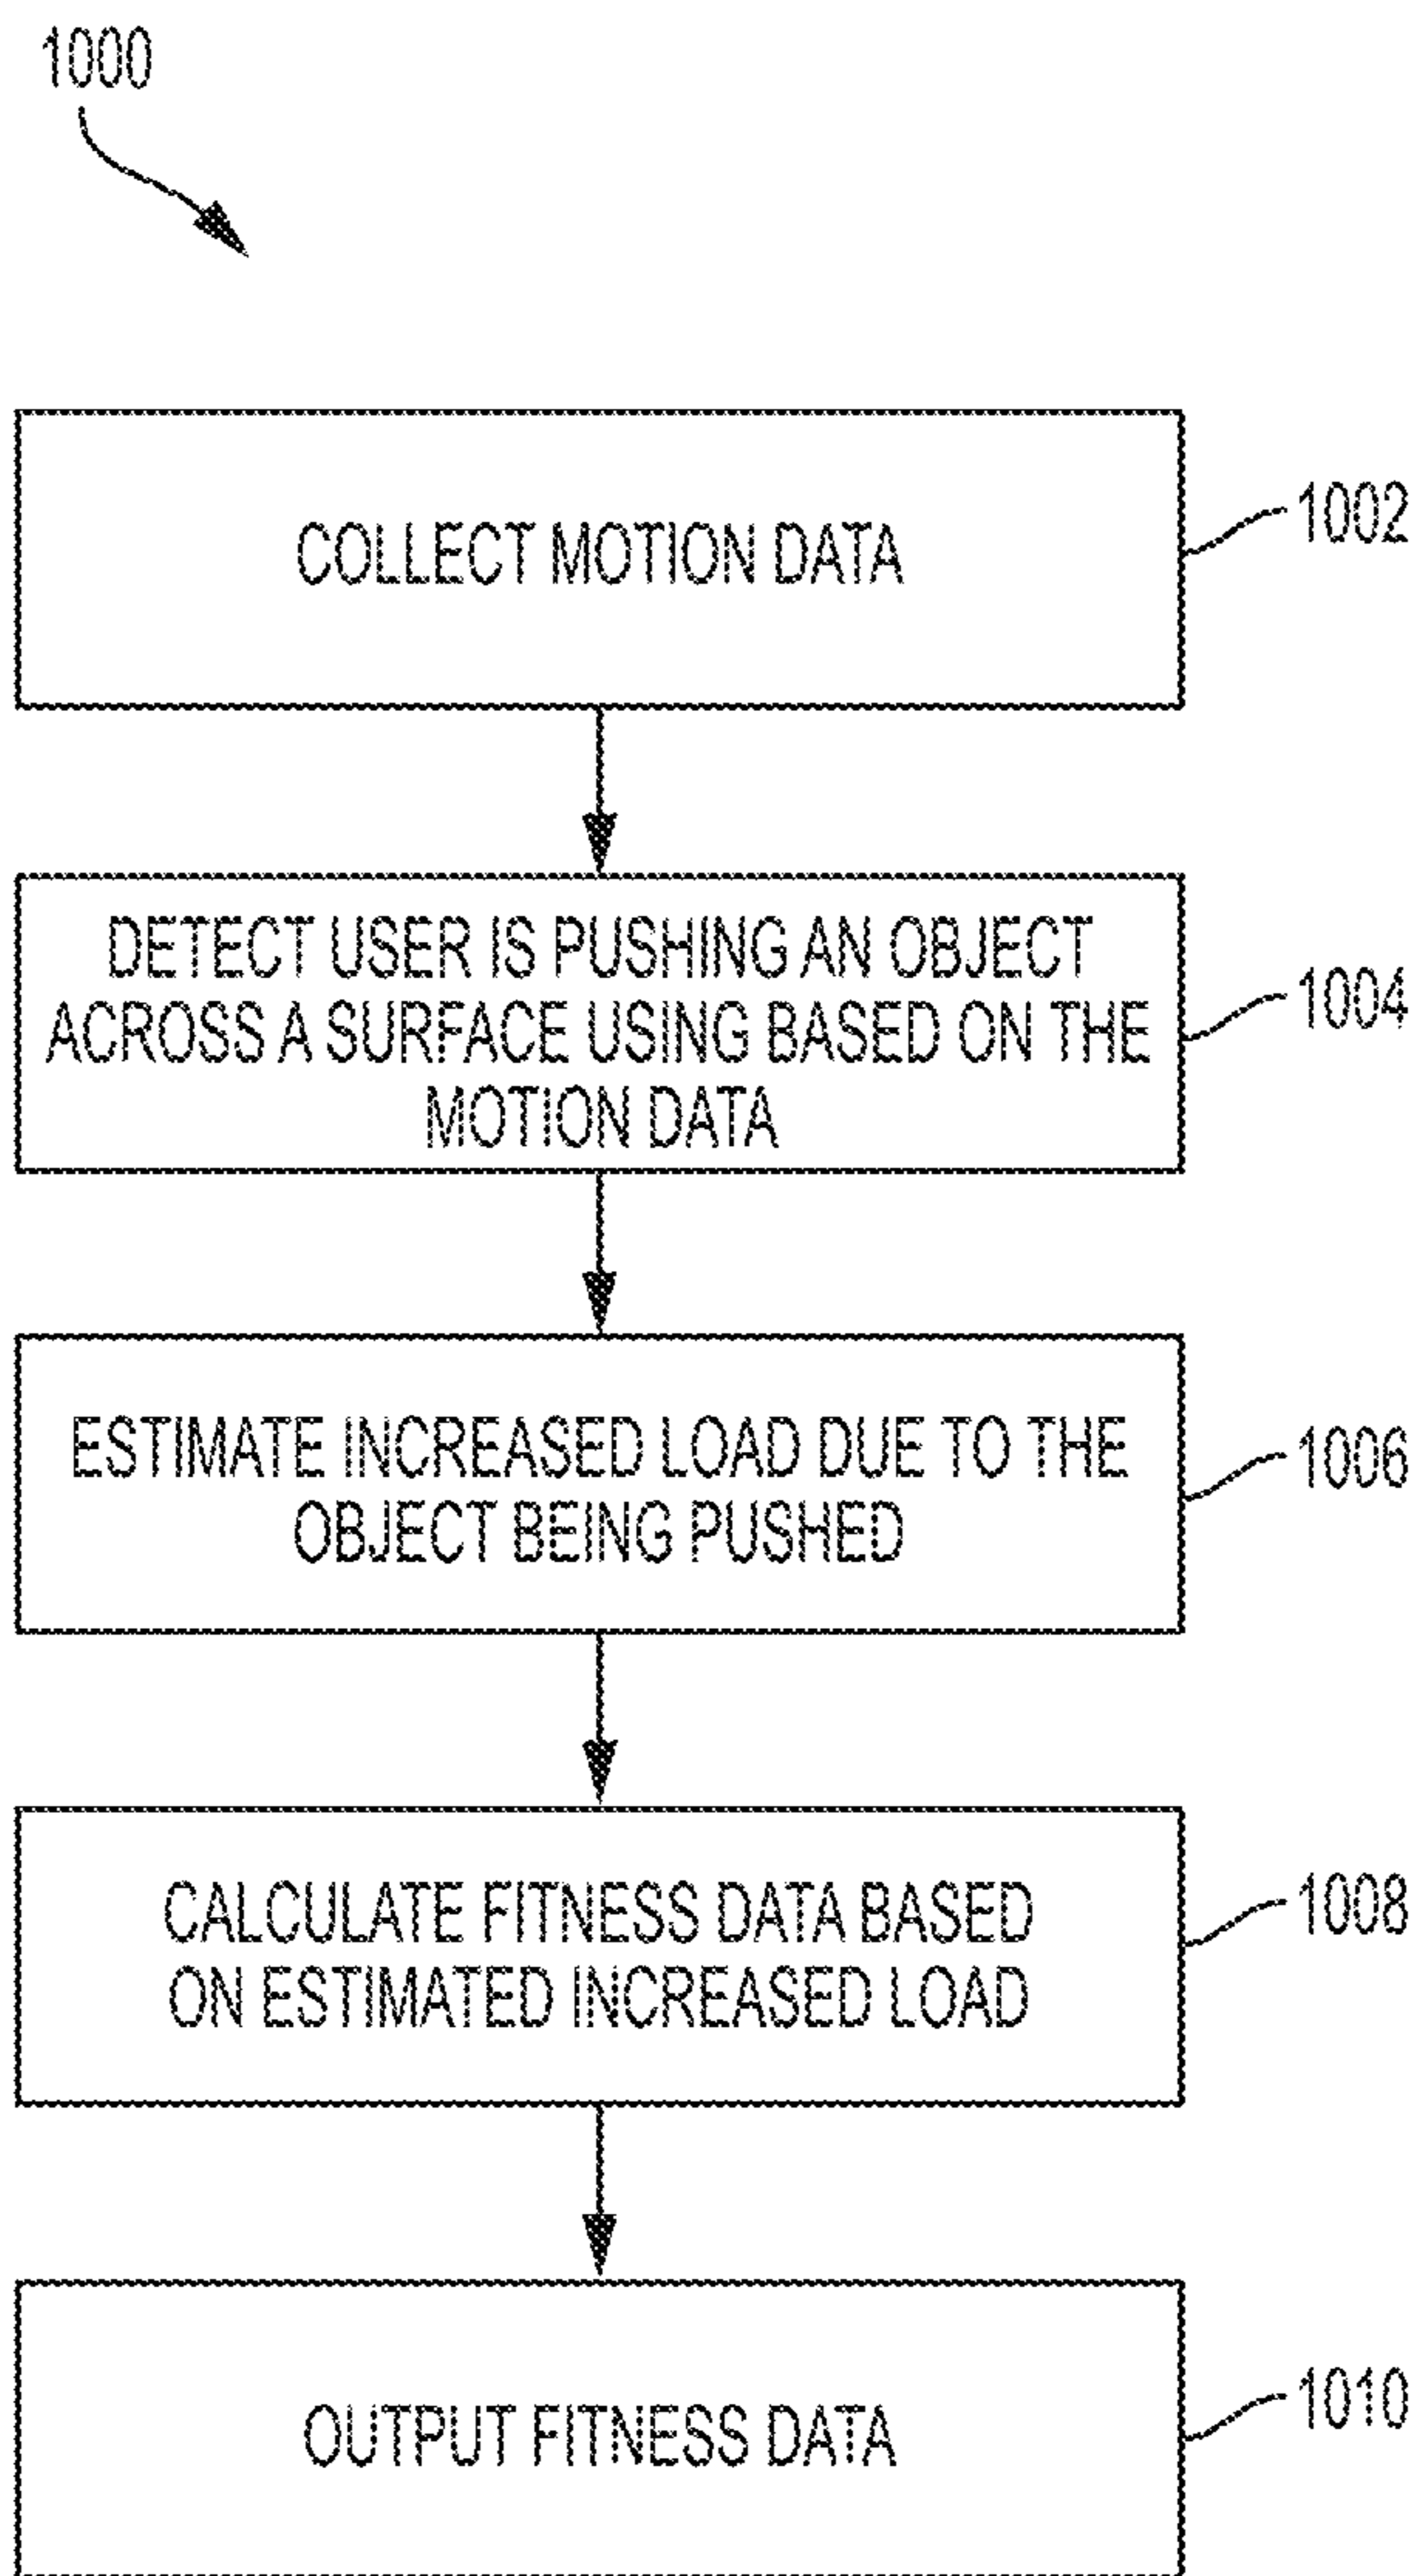 1000
COLLECT MOTION DATA
1002
DETECT USER IS PUSHING AN OBJECT
ACROSS A SURFACE USING BASED ON THE
MOTION DATA
1004
ESTIMATE INCREASED LOAD DUE TO THE
OBJECT BEING PUSHED
1006
CALCULATE FITNESS DATA BASED
ON ESTIMATED INCREASED LOAD
1008
OUTPUT FITNESS DATA
1010